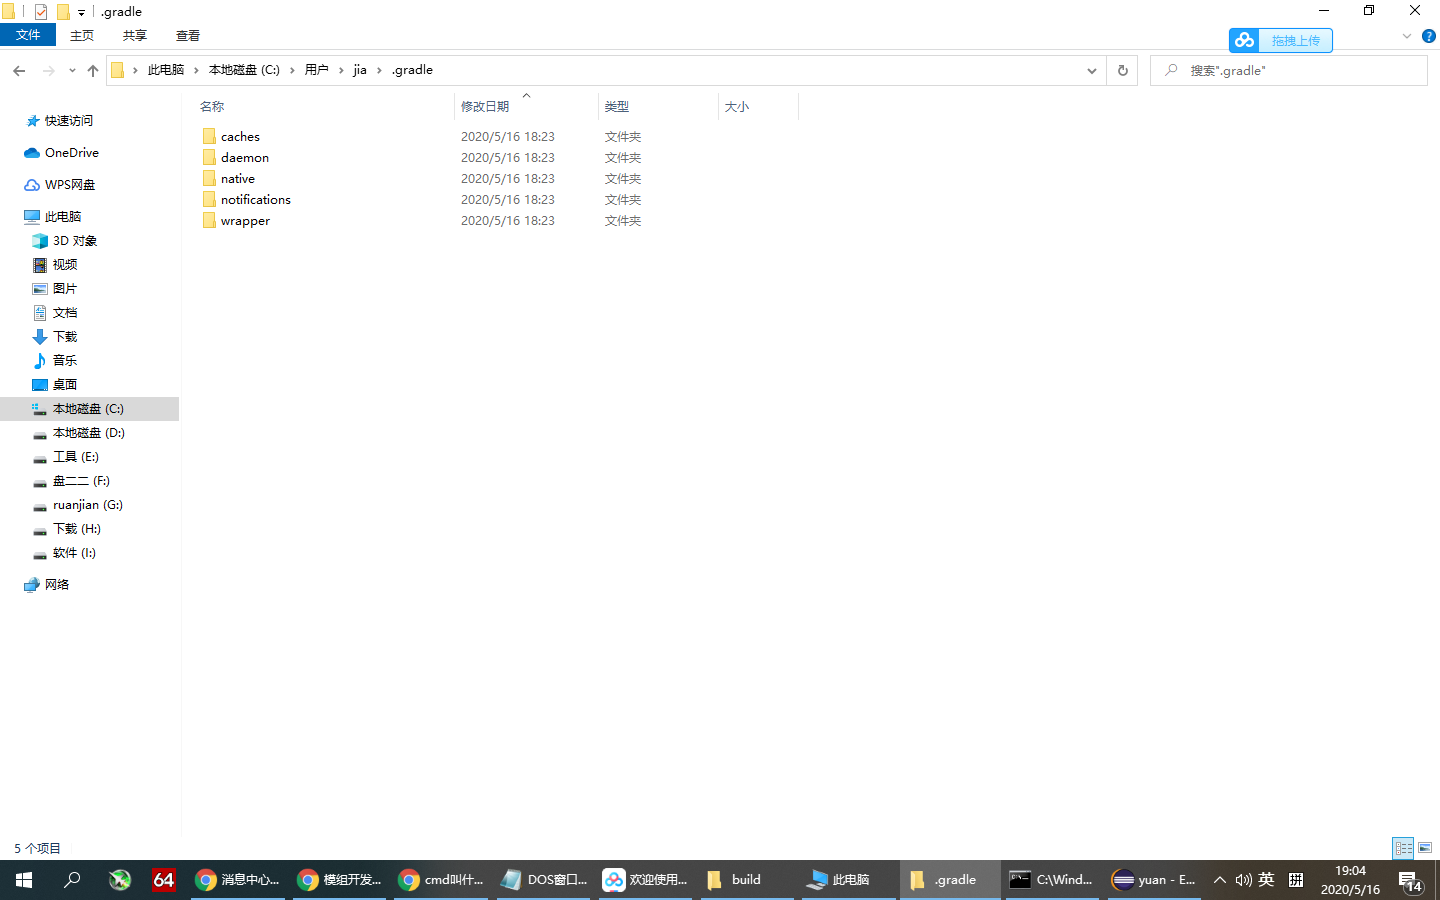 .gradle
文件 主页 共享 查看
拖拽上传
此电脑 本地磁盘 (C:) 用户 jia .gradle
搜索".gradle"
名称 修改日期 类型 大小
caches 2020/5/16 18:23 文件夹
daemon 2020/5/16 18:23 文件夹
native 2020/5/16 18:23 文件夹
notifications 2020/5/16 18:23 文件夹
wrapper 2020/5/16 18:23 文件夹
快速访问
OneDrive
WPS网盘
此电脑
3D 对象
视频
图片
文档
下载
音乐
桌面
本地磁盘 (C:)
本地磁盘 (D:)
工具 (E:)
盘二二 (F:)
ruanjian (G:)
下载 (H:)
软件 (I:)
网络
5 个项目
64 消息中心... 模组开发... cmd叫什... DOS窗口... 欢迎使用... build 此电脑 .gradle C:\Wind... yuan - E... 英 拼 19:04
2020/5/16
14